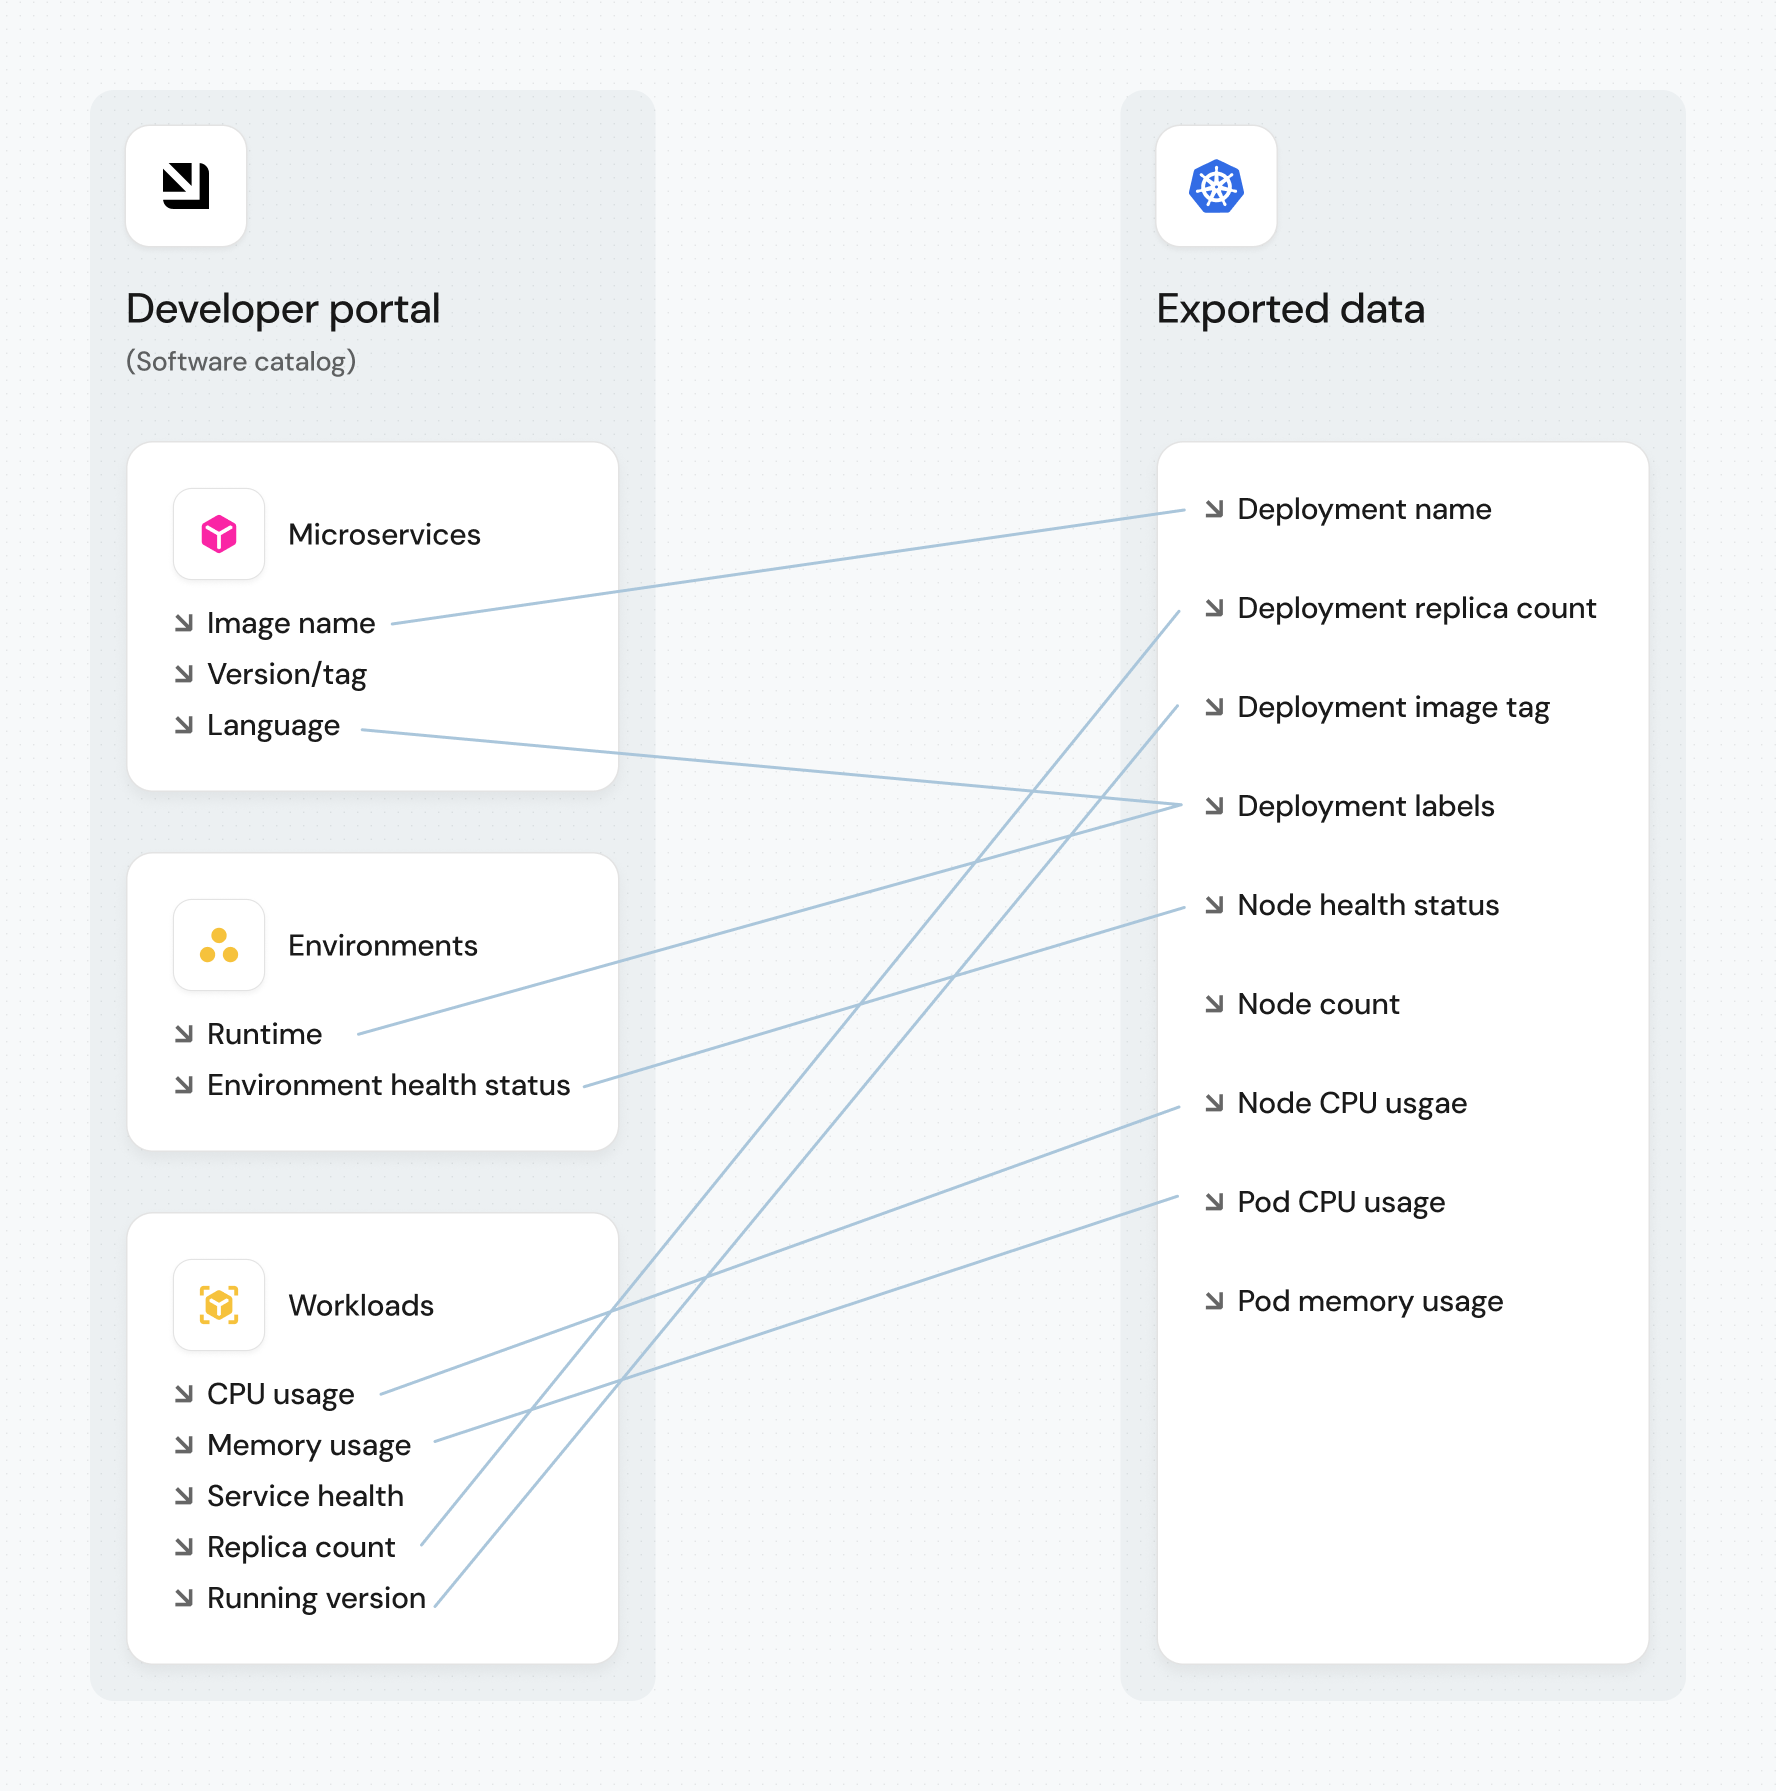 Developer portal
(Software catalog)
Microservices
Image name
Version/tag
Language
Environments
Runtime
Environment health status
Workloads
CPU usage
Memory usage
Service health
Replica count
Running version
Exported data
Deployment name
Deployment replica count
Deployment image tag
Deployment labels
Node health status
Node count
Node CPU usgae
Pod CPU usage
Pod memory usage